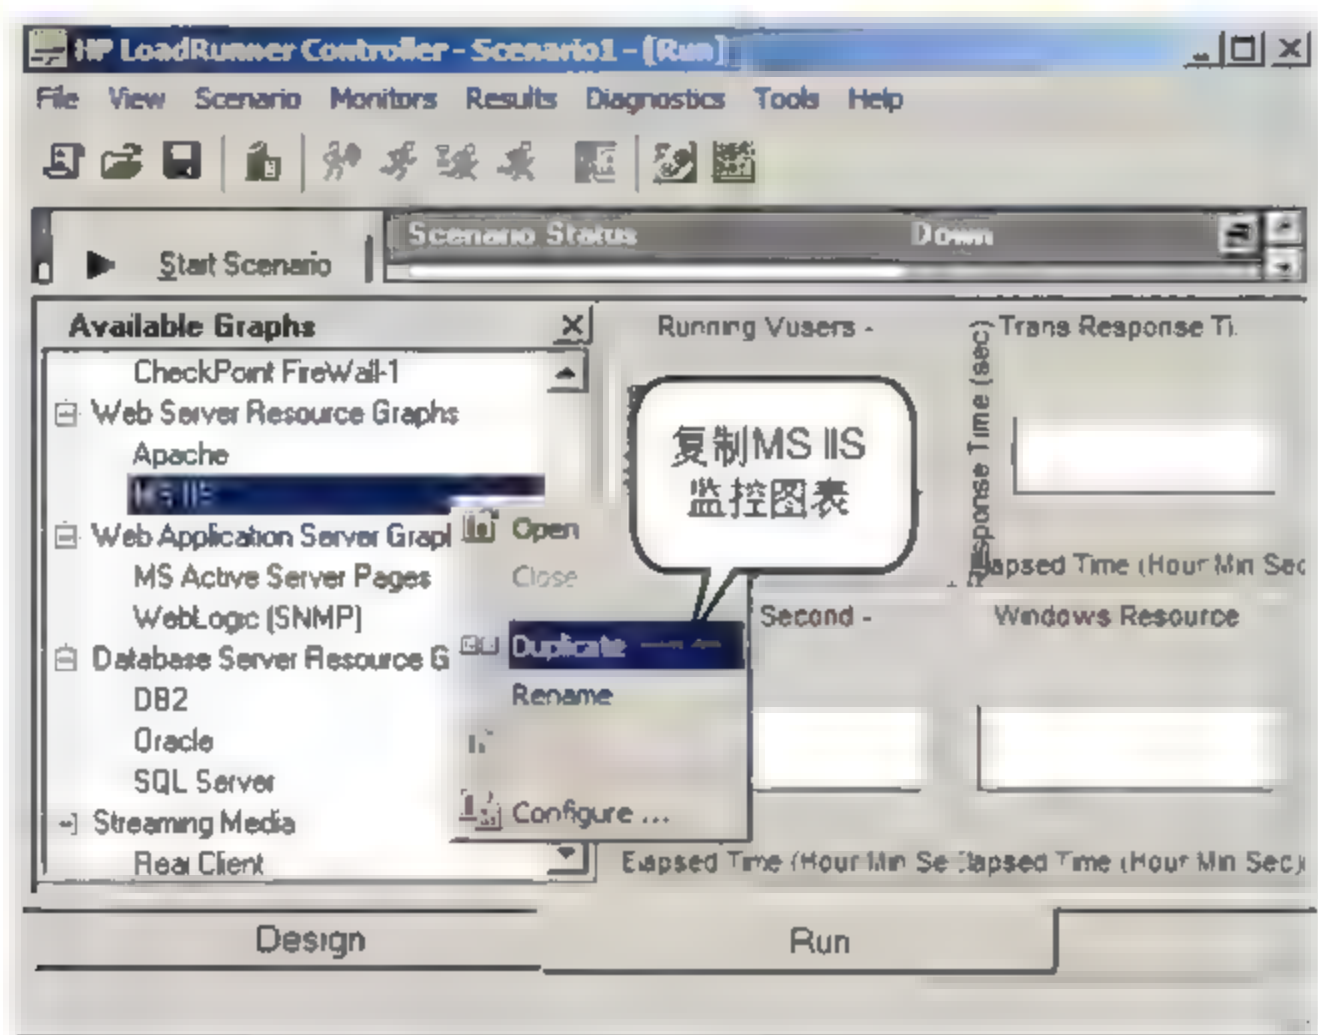 HP LoadRunner Controller - Scenario1 - [Run]
File View Scenario Monitors Results Diagnostics Tools Help
Scenario Status Down
Start Scenario
Available Graphs
CheckPoint FireWall-1
Web Server Resource Graphs
Apache
MS IIS
Web Application Server Grapl
MS Active Server Pages
WebLogic (SNMP)
Database Server Resource G
DB2
Oracle
SQL Server
Streaming Media
Real Client
Open
Close
Duplicate
Rename
Configure ...
复制MS IIS
监控图表
Running Vusers -
Trans Response Ti.
Response Time (sec)
Elapsed Time (Hour Min Sec
Second -
Windows Resource
Elapsed Time (Hour Min Se
Elapsed Time (Hour Min Sec)
Design
Run